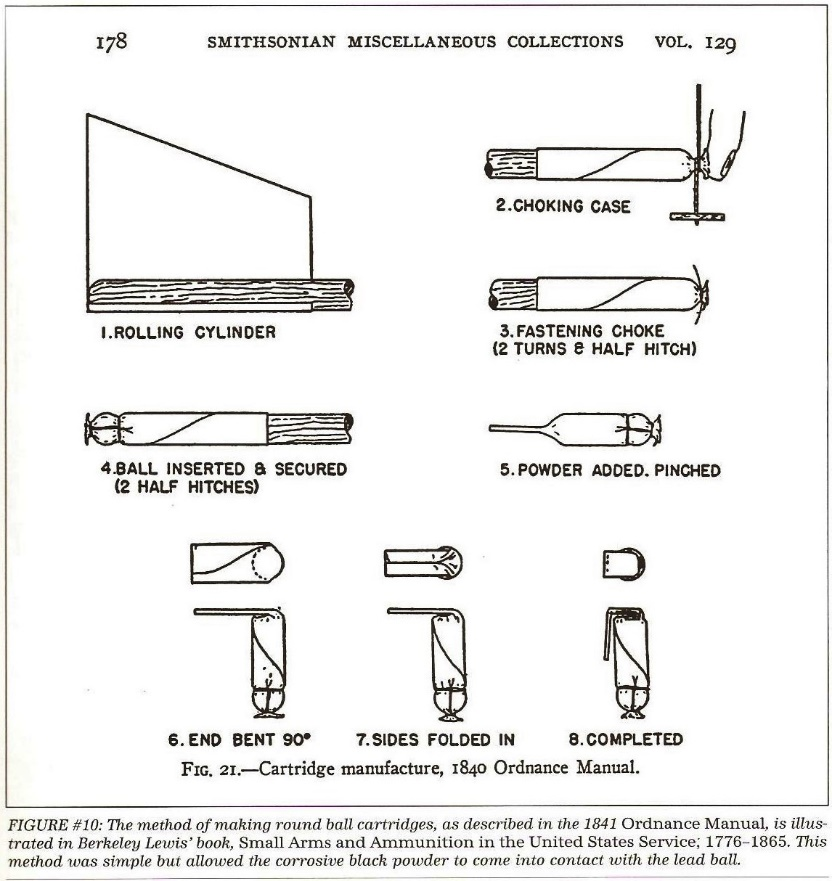 178 SMITHSONIAN MISCELLANEOUS COLLECTIONS VOL. 129
1.ROLLING CYLINDER
2.CHOKING CASE
3.FASTENING CHOKE
(2 TURNS & HALF HITCH)
4.BALL INSERTED & SECURED
(2 HALF HITCHES)
5.POWDER ADDED. PINCHED
6. END BENT 90°
7.SIDES FOLDED IN
8.COMPLETED
FIG. 21.—Cartridge manufacture, 1840 Ordnance Manual.
FIGURE #10: The method of making round ball cartridges, as described in the 1841 Ordnance Manual, is illus-
trated in Berkeley Lewis' book, Small Arms and Ammunition in the United States Service; 1776–1865. This
method was simple but allowed the corrosive black powder to come into contact with the lead ball.